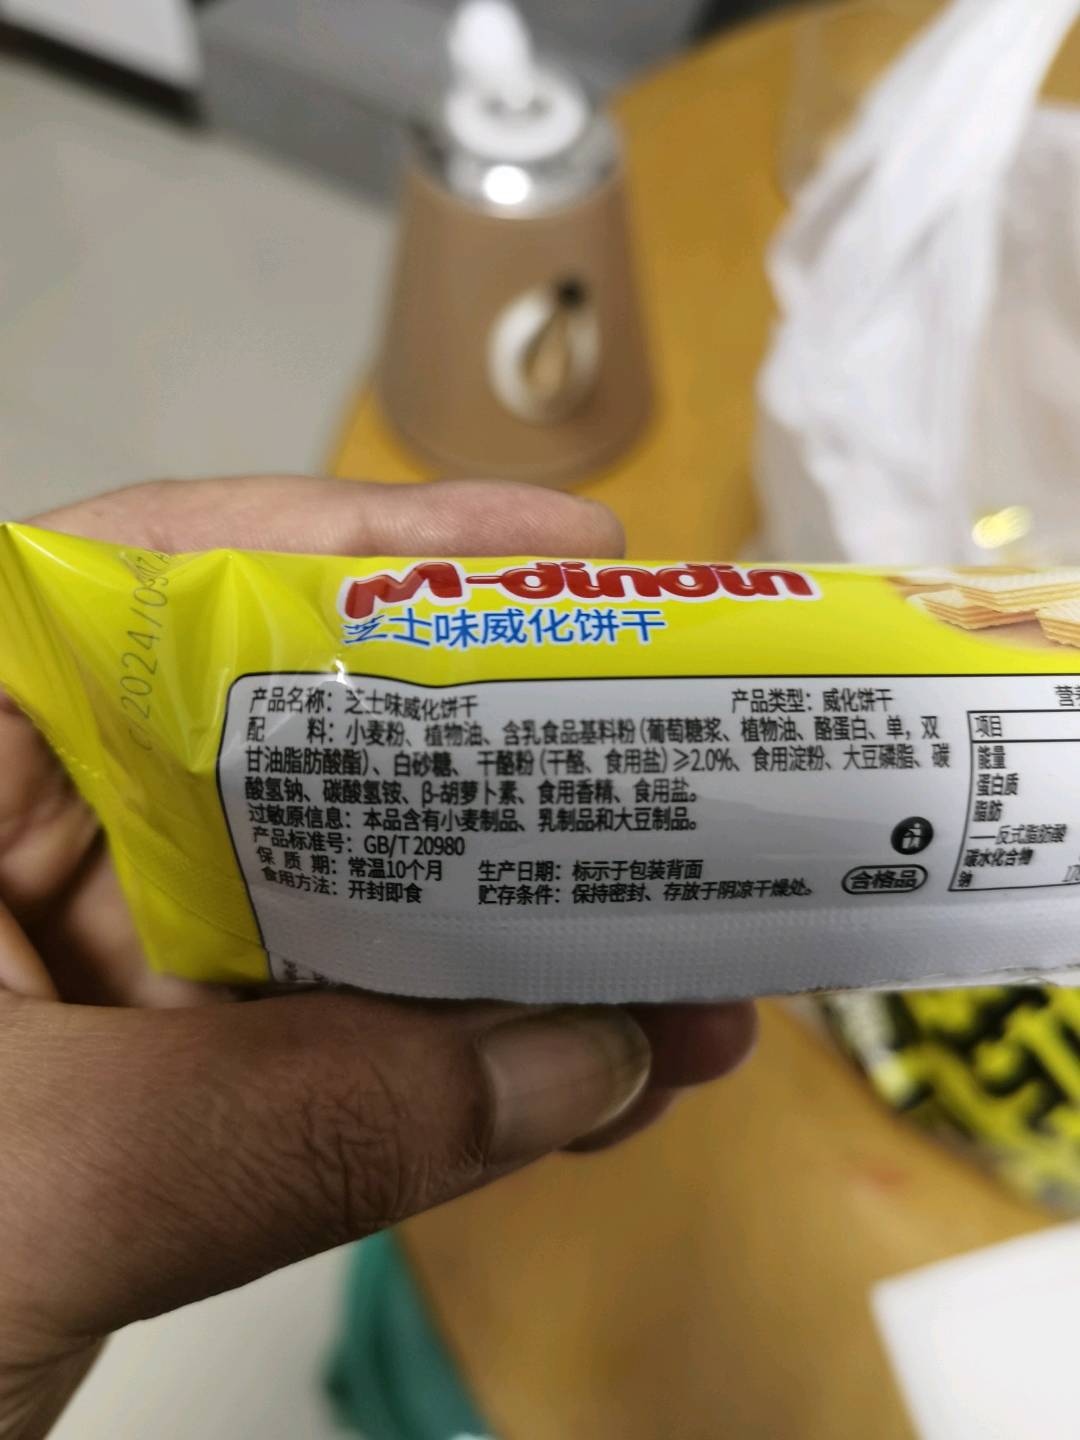 M-dindin
芝士味威化饼干
产品名称：芝士味威化饼干 产品类型：威化饼干
配 料：小麦粉、植物油、含乳食品基料粉（葡萄糖浆、植物油、酪蛋白、单，双
甘油脂肪酸酯）、白砂糖、干酪粉（干酪、食用盐）≥2.0%、食用淀粉、大豆磷脂、碳
酸氢钠、碳酸氢铵、β-胡萝卜素、食用香精、食用盐。
过敏原信息：本品含有小麦制品、乳制品和大豆制品。
产品标准号：GB/T 20980
保 质 期：常温10个月 生产日期：标示于包装背面
食用方法：开封即食 贮存条件：保持密封、存放于阴凉干燥处。
合格品
项目
能量
蛋白质
脂肪
——反式脂肪酸
碳水化合物
钠
2024/09/